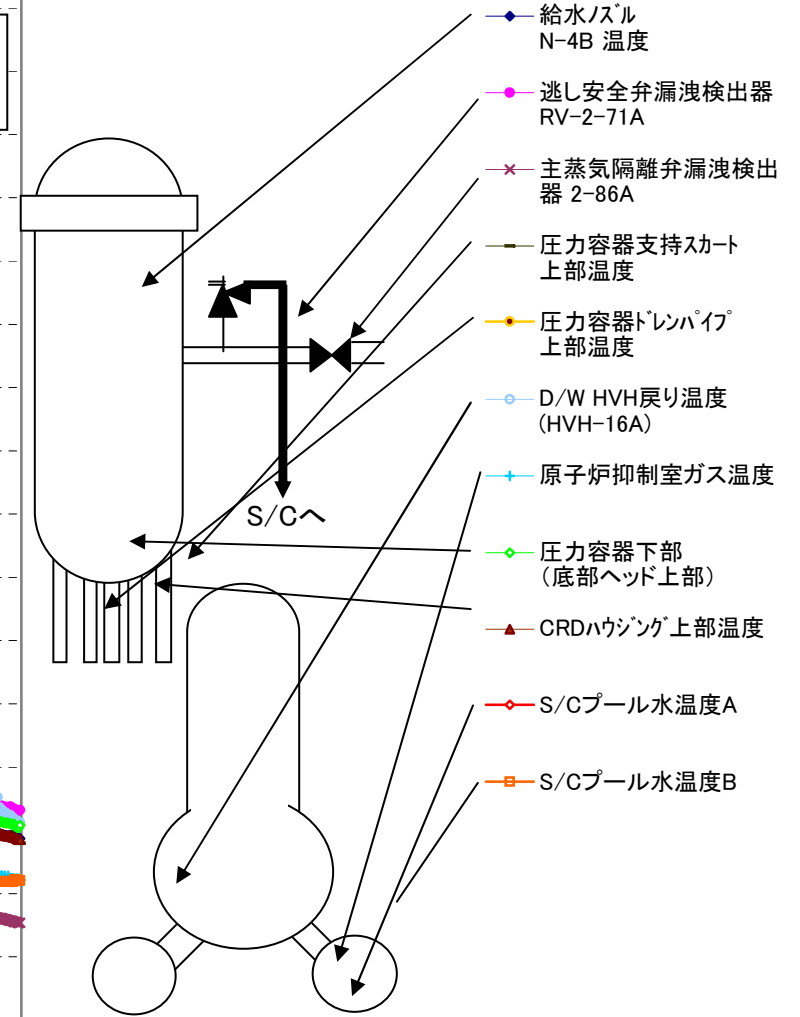 給水ノズル
N-4B 温度
逃し安全弁漏洩検出器
RV-2-71A
主蒸気隔離弁漏洩検出
器 2-86A
圧力容器支持スカート
上部温度
圧力容器ドレンパイプ
上部温度
D/W HVH戻り温度
(HVH-16A)
原子炉抑制室ガス温度
S/Cへ
圧力容器下部
(底部ヘッド上部)
CRDハウジング上部温度
S/Cプール水温度A
S/Cプール水温度B